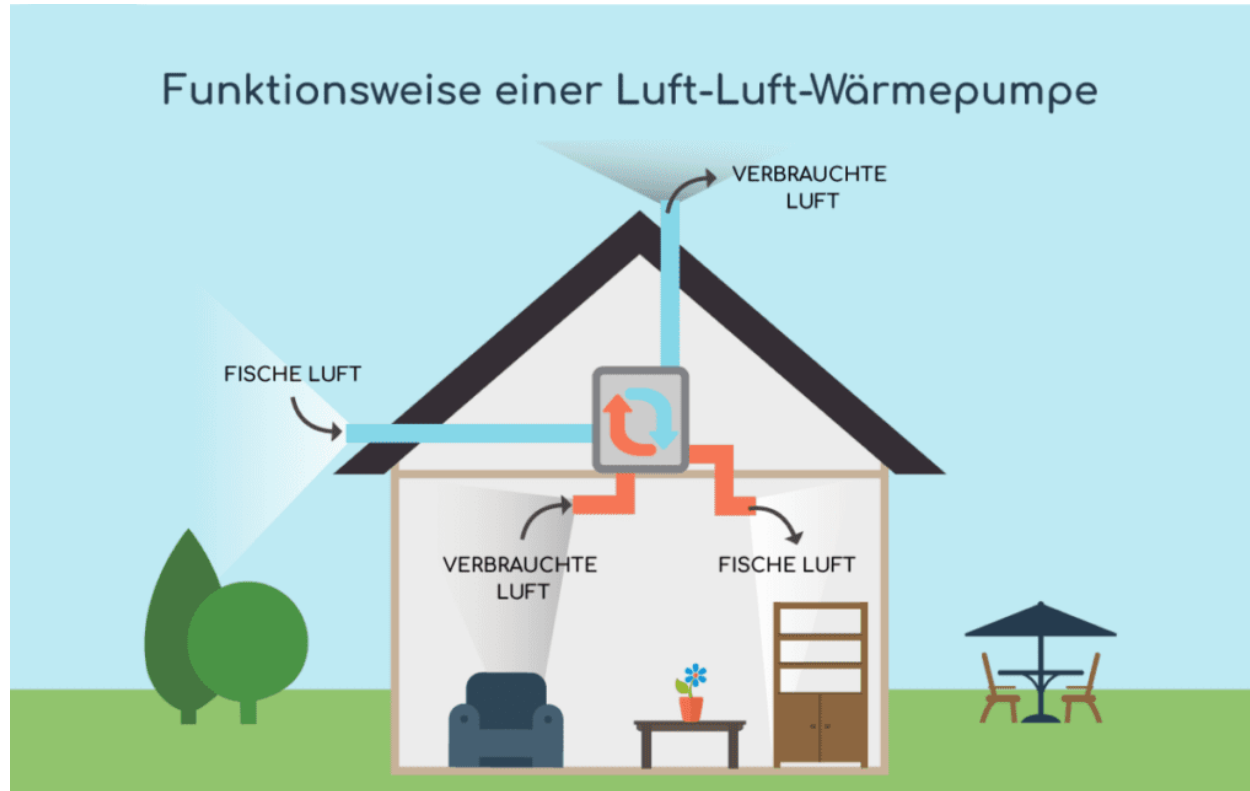 Funktionsweise einer Luft-Luft-Wärmepumpe
VERBRAUCHTE
LUFT
FISCHE LUFT
VERBRAUCHTE
LUFT
FISCHE LUFT